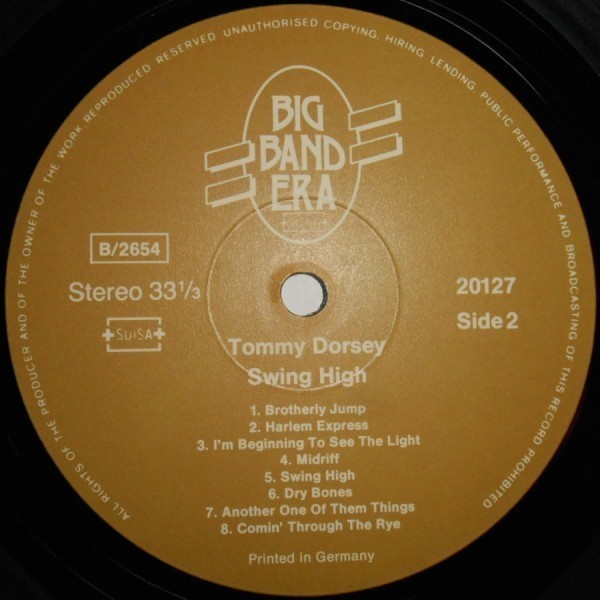 ALL RIGHTS OF THE PRODUCER AND OF THE OWNER OF THE WORK REPRODUCED RESERVED. UNAUTHORISED COPYING, HIRING, LENDING, PUBLIC PERFORMANCE AND BROADCASTING OF THIS RECORD PROHIBITED
BIG
BAND
ERA
B/2654
Stereo 33⅓
SUISA
20127
Side 2
Tommy Dorsey
Swing High
1. Brotherly Jump
2. Harlem Express
3. I'm Beginning To See The Light
4. Midriff
5. Swing High
6. Dry Bones
7. Another One Of Them Things
8. Comin' Through The Rye
Printed in Germany